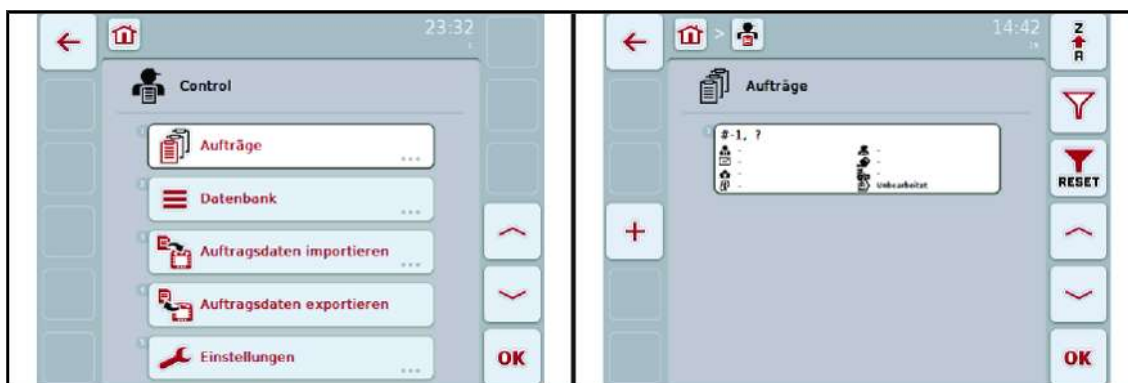 23:32
Control
Aufträge
Datenbank
Auftragsdaten importieren
Auftragsdaten exportieren
Einstellungen
OK
>
14:42
Z
A
Aufträge
#-1, ?
-
-
-
-
-
-
Unbearbeitet
RESET
+
OK